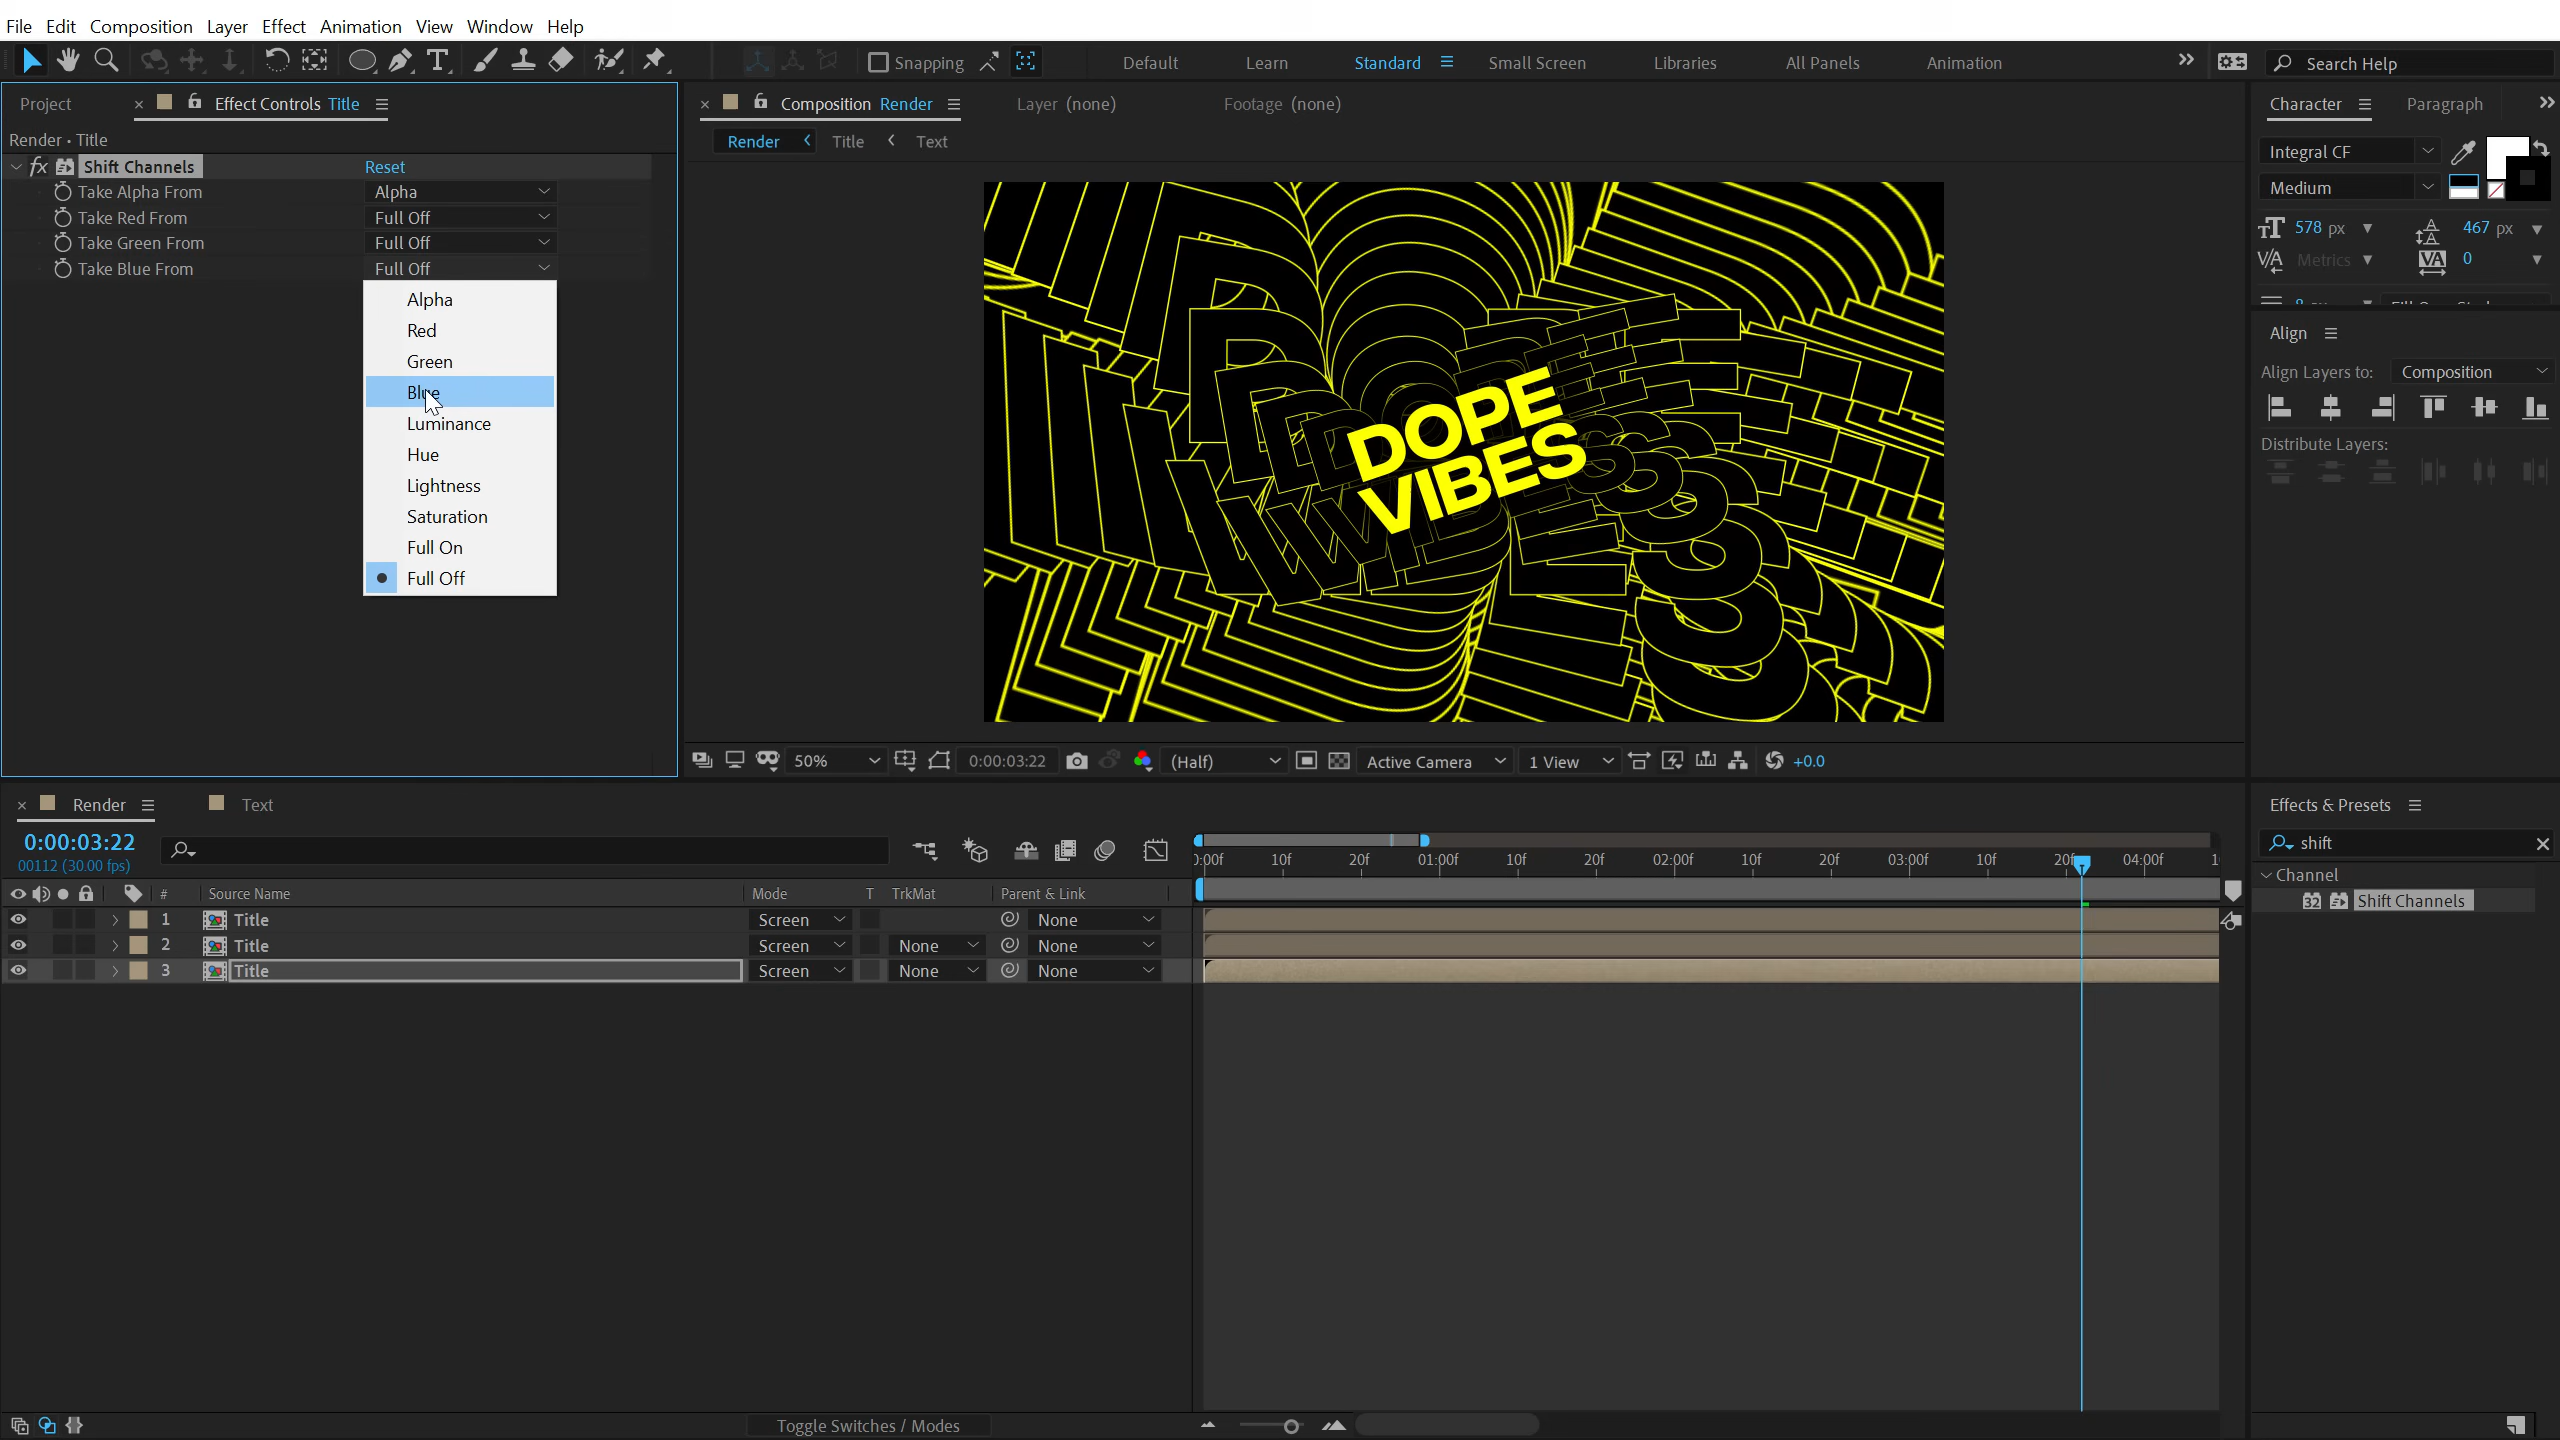 File Edit Composition Layer Effect Animation View Window Help
Snapping Default Learn Standard Small Screen Libraries All Panels Animation Search Help
Project Effect Controls Title
Render • Title
fx Shift Channels Reset
Take Alpha From Alpha
Take Red From Full Off
Take Green From Full Off
Take Blue From Full Off
Alpha
Red
Green
Blue
Luminance
Hue
Lightness
Saturation
Full On
Full Off
Composition Render Layer (none) Footage (none)
Render Title Text
DOPE
VIBES
50% 0:00:03:22 (Half) Active Camera 1 View +0.0
Character Paragraph
Integral CF
Medium
578 px 467 px
Metrics 0
Align
Align Layers to: Composition
Distribute Layers:
Render Text
0:00:03:22
00112 (30.00 fps)
# Source Name Mode T TrkMat Parent & Link
1 Title Screen None
2 Title Screen None None
3 Title Screen None None
):00f 10f 20f 01:00f 10f 20f 02:00f 10f 20f 03:00f 10f 20f 04:00f 1
Toggle Switches / Modes
Effects & Presets
shift
Channel
32 Shift Channels